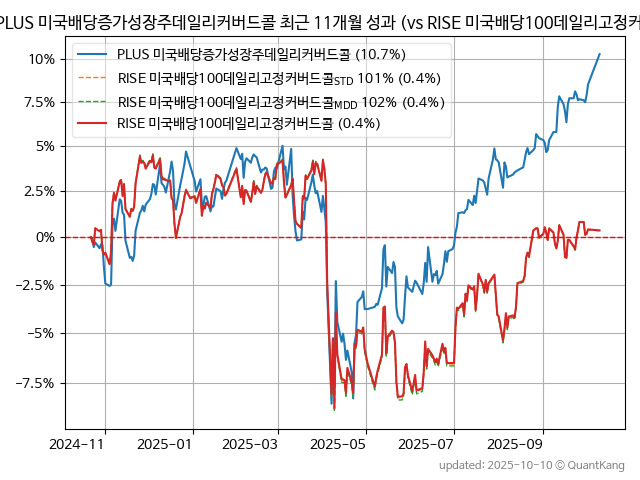 PLUS 미국배당증가성장주데일리커버드콜 최근 11개월 성과 (vs RISE 미국배당100데일리고정커
PLUS 미국배당증가성장주데일리커버드콜 (10.7%)
RISE 미국배당100데일리고정커버드콜STD 101% (0.4%)
RISE 미국배당100데일리고정커버드콜MDD 102% (0.4%)
RISE 미국배당100데일리고정커버드콜 (0.4%)
10%
7.5%
5%
2.5%
0%
−2.5%
−5%
−7.5%
2024-11 2025-01 2025-03 2025-05 2025-07 2025-09
updated: 2025-10-10 © QuantKang